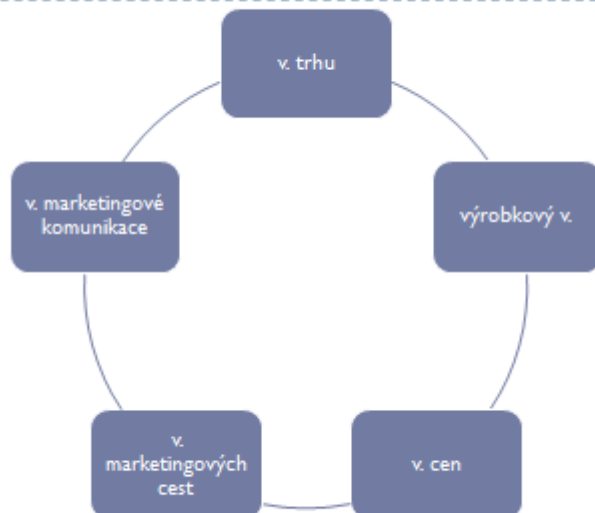 v. trhu
v. marketingové
komunikace
výrobkový v.
v.
marketingových
cest
v. cen